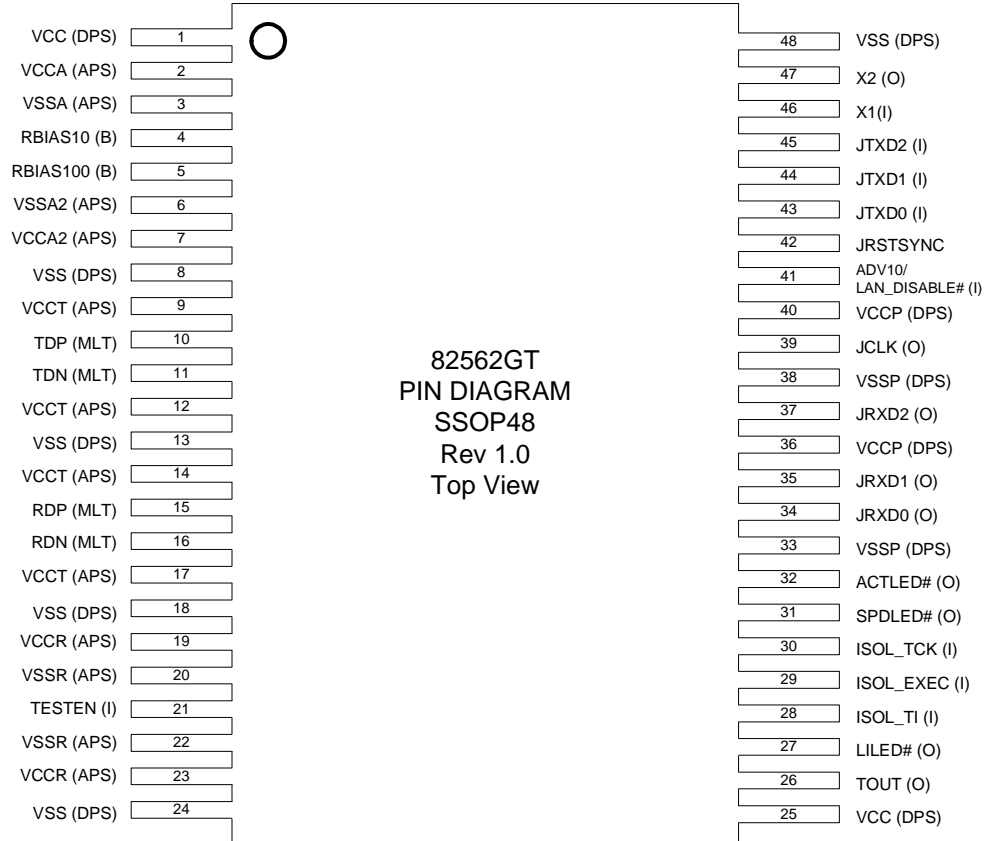 VCC (DPS) 1
VCCA (APS) 2
VSSA (APS) 3
RBIAS10 (B) 4
RBIAS100 (B) 5
VSSA2 (APS) 6
VCCA2 (APS) 7
VSS (DPS) 8
VCCT (APS) 9
TDP (MLT) 10
TDN (MLT) 11
VCCT (APS) 12
VSS (DPS) 13
VCCT (APS) 14
RDP (MLT) 15
RDN (MLT) 16
VCCT (APS) 17
VSS (DPS) 18
VCCR (APS) 19
VSSR (APS) 20
TESTEN (I) 21
VSSR (APS) 22
VCCR (APS) 23
VSS (DPS) 24
82562GT
PIN DIAGRAM
SSOP48
Rev 1.0
Top View
48 VSS (DPS)
47 X2 (O)
46 X1(I)
45 JTXD2 (I)
44 JTXD1 (I)
43 JTXD0 (I)
42 JRSTSYNC
41 ADV10/
LAN_DISABLE# (I)
40 VCCP (DPS)
39 JCLK (O)
38 VSSP (DPS)
37 JRXD2 (O)
36 VCCP (DPS)
35 JRXD1 (O)
34 JRXD0 (O)
33 VSSP (DPS)
32 ACTLED# (O)
31 SPDLED# (O)
30 ISOL_TCK (I)
29 ISOL_EXEC (I)
28 ISOL_TI (I)
27 LILED# (O)
26 TOUT (O)
25 VCC (DPS)